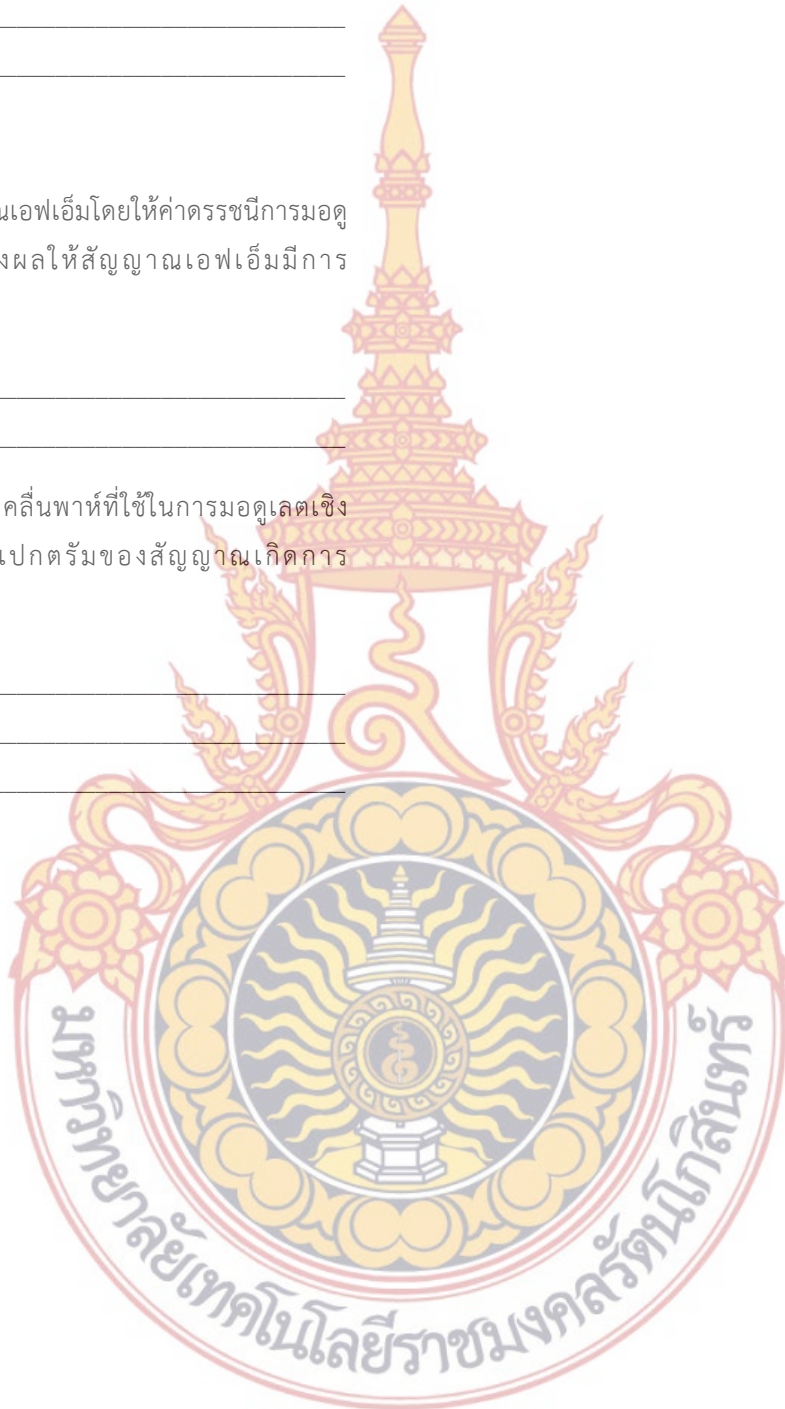 ณเอฟเอ็มโดยให้ค่าดรรชนีการมอดู
งผลให้สัญญาณเอฟเอ็มมีการ
คลื่นพาห์ที่ใช้ในการมอดูเลตเชิง
เปกตรัมของสัญญาณเกิดการ
มหาวิทยาลัยเทคโนโลยีราชมงคลรัตนโกสินทร์